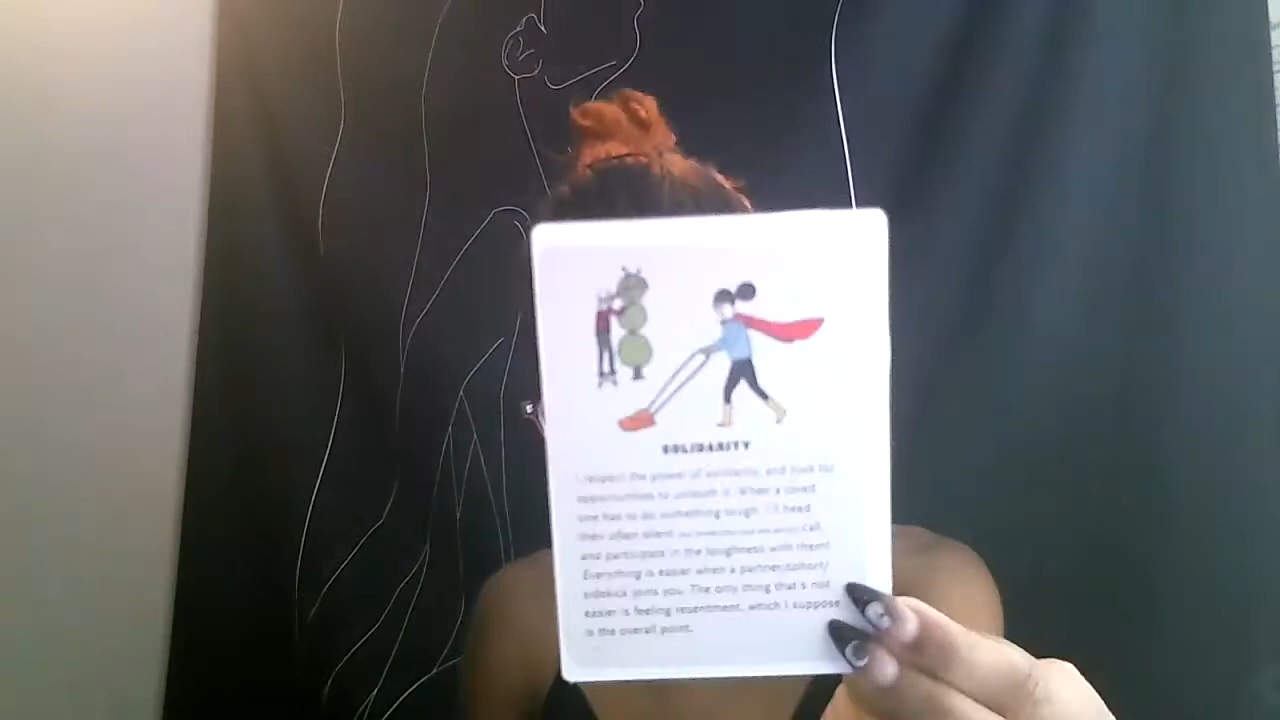 SOLIDARITY
I respect the power of solidarity, and look for
opportunities to unleash it. When a loved
one has to do something tough, I'll heed
their often silent call,
and participate in the toughness with them!
Everything is easier when a partner/cohort/
sidekick joins you. The only thing that's not
easier is feeling resentment, which I suppose
is the overall point.